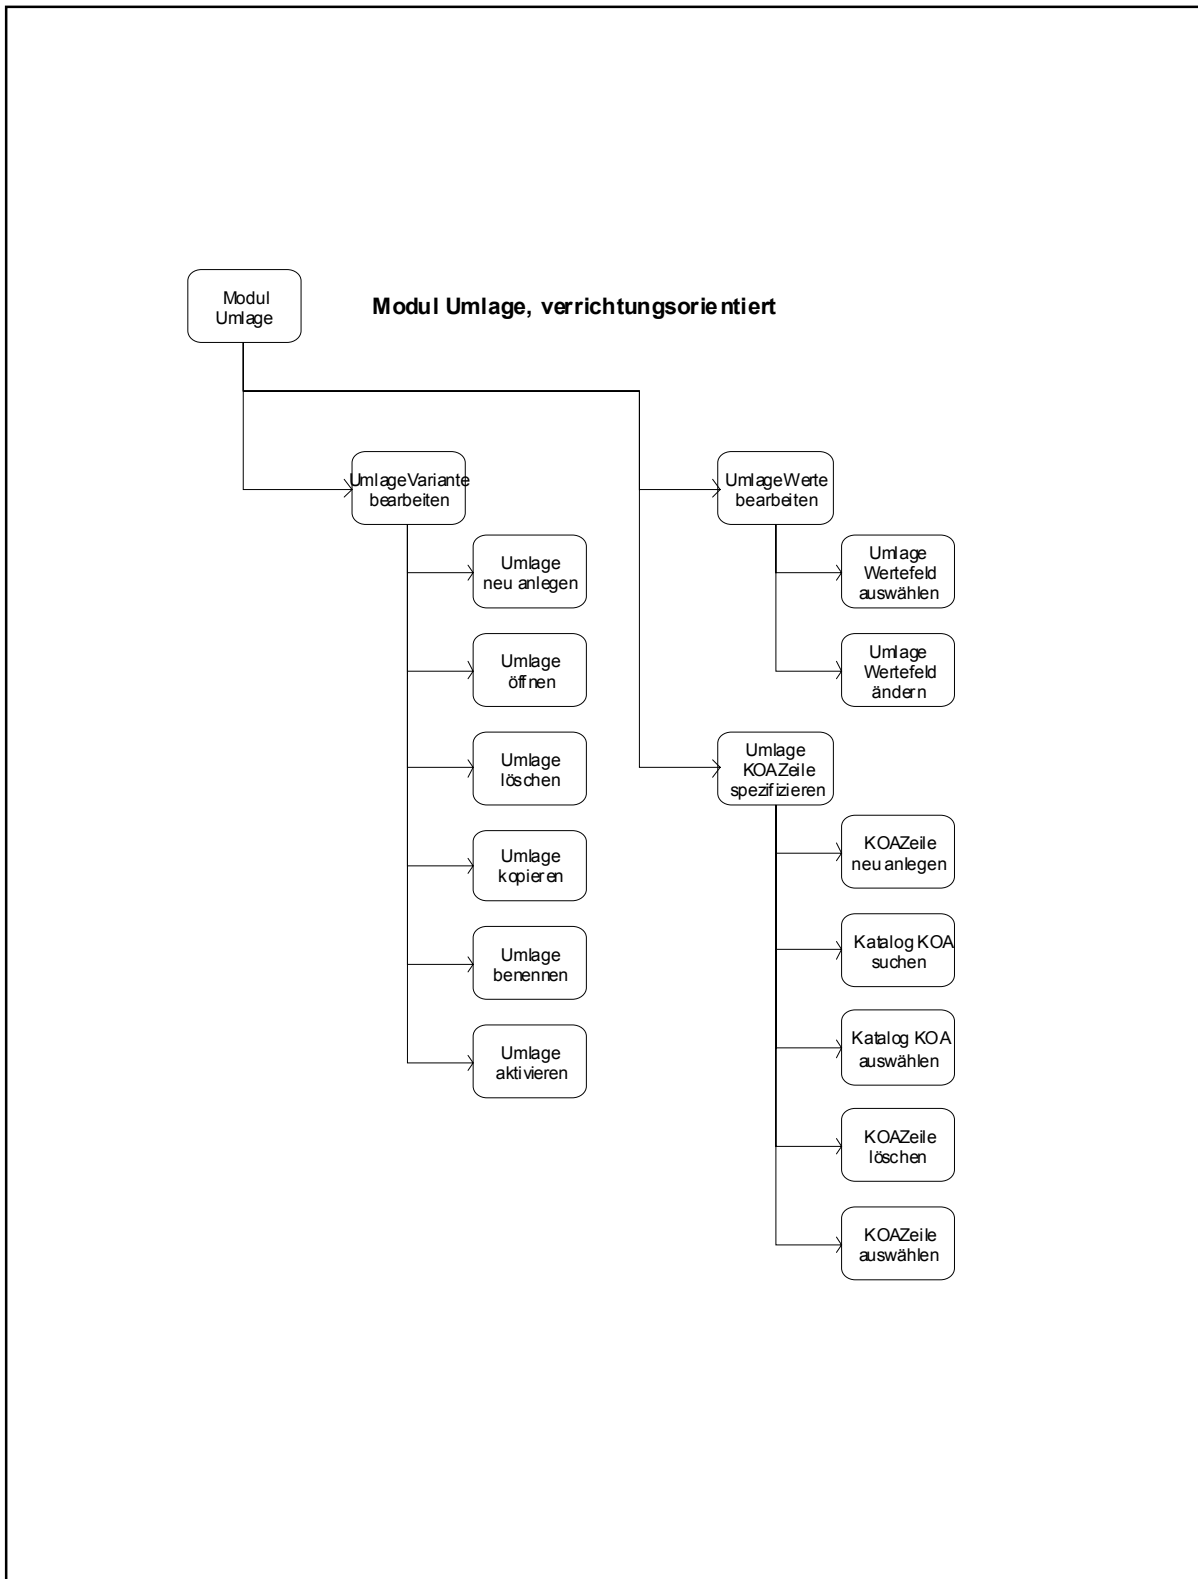 Modul
Umlage
Modul Umlage, verrichtungsorientiert
UmlageVariante
bearbeiten
Umlage
neu anlegen
Umlage
öffnen
Umlage
löschen
Umlage
kopieren
Umlage
benennen
Umlage
aktivieren
UmlageWerte
bearbeiten
Umlage
Wertefeld
auswählen
Umlage
Wertefeld
ändern
Umlage
KOAZeile
spezifizieren
KOAZeile
neu anlegen
Katalog KOA
suchen
Katalog KOA
auswählen
KOAZeile
löschen
KOAZeile
auswählen